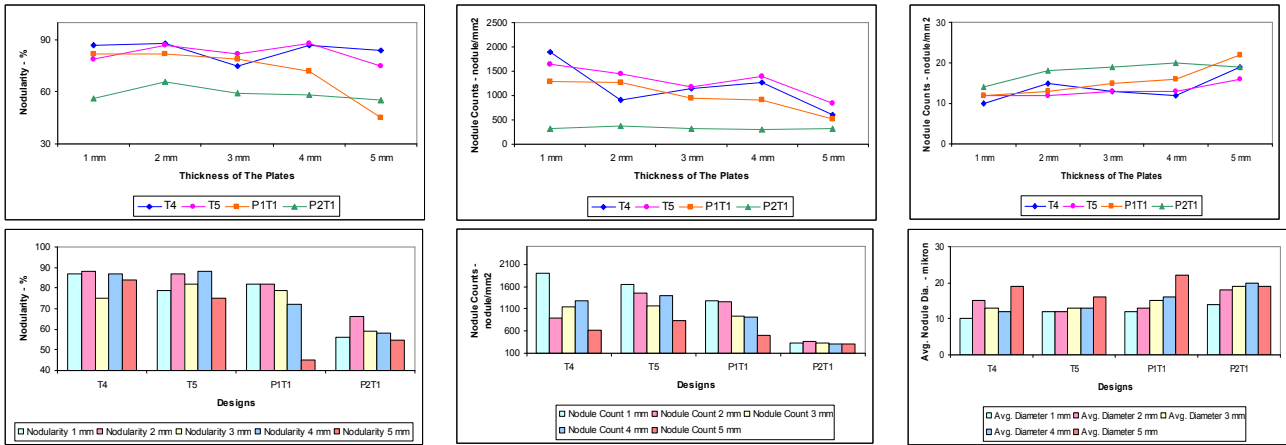 Nodularity - %
90
60
30
1 mm 2 mm 3 mm 4 mm 5 mm
Thickness of The Plates
T4 T5 P1T1 P2T1
Nodule Counts - nodule/mm2
2500
2000
1500
1000
500
0
1 mm 2 mm 3 mm 4 mm 5 mm
Thickness of The Plates
T4 T5 P1T1 P2T1
Nodule Counts - nodule/mm2
30
20
10
0
1 mm 2 mm 3 mm 4 mm 5 mm
Thickness of The Plates
T4 T5 P1T1 P2T1
Nodularity - %
100
90
80
70
60
50
40
T4 T5 P1T1 P2T1
Designs
Nodularity 1 mm Nodularity 2 mm Nodularity 3 mm Nodularity 4 mm Nodularity 5 mm
Nodule Counts -
nodule/mm2
2100
1600
1100
600
100
T4 T5 P1T1 P2T1
Designs
Nodule Count 1 mm Nodule Count 2 mm Nodule Count 3 mm
Nodule Count 4 mm Nodule Count 5 mm
Avg. Nodule Dia. - mikron
30
20
10
0
T4 T5 P1T1 P2T1
Designs
Avg. Diameter 1 mm Avg. Diameter 2 mm Avg. Diameter 3 mm
Avg. Diameter 4 mm Avg. Diameter 5 mm